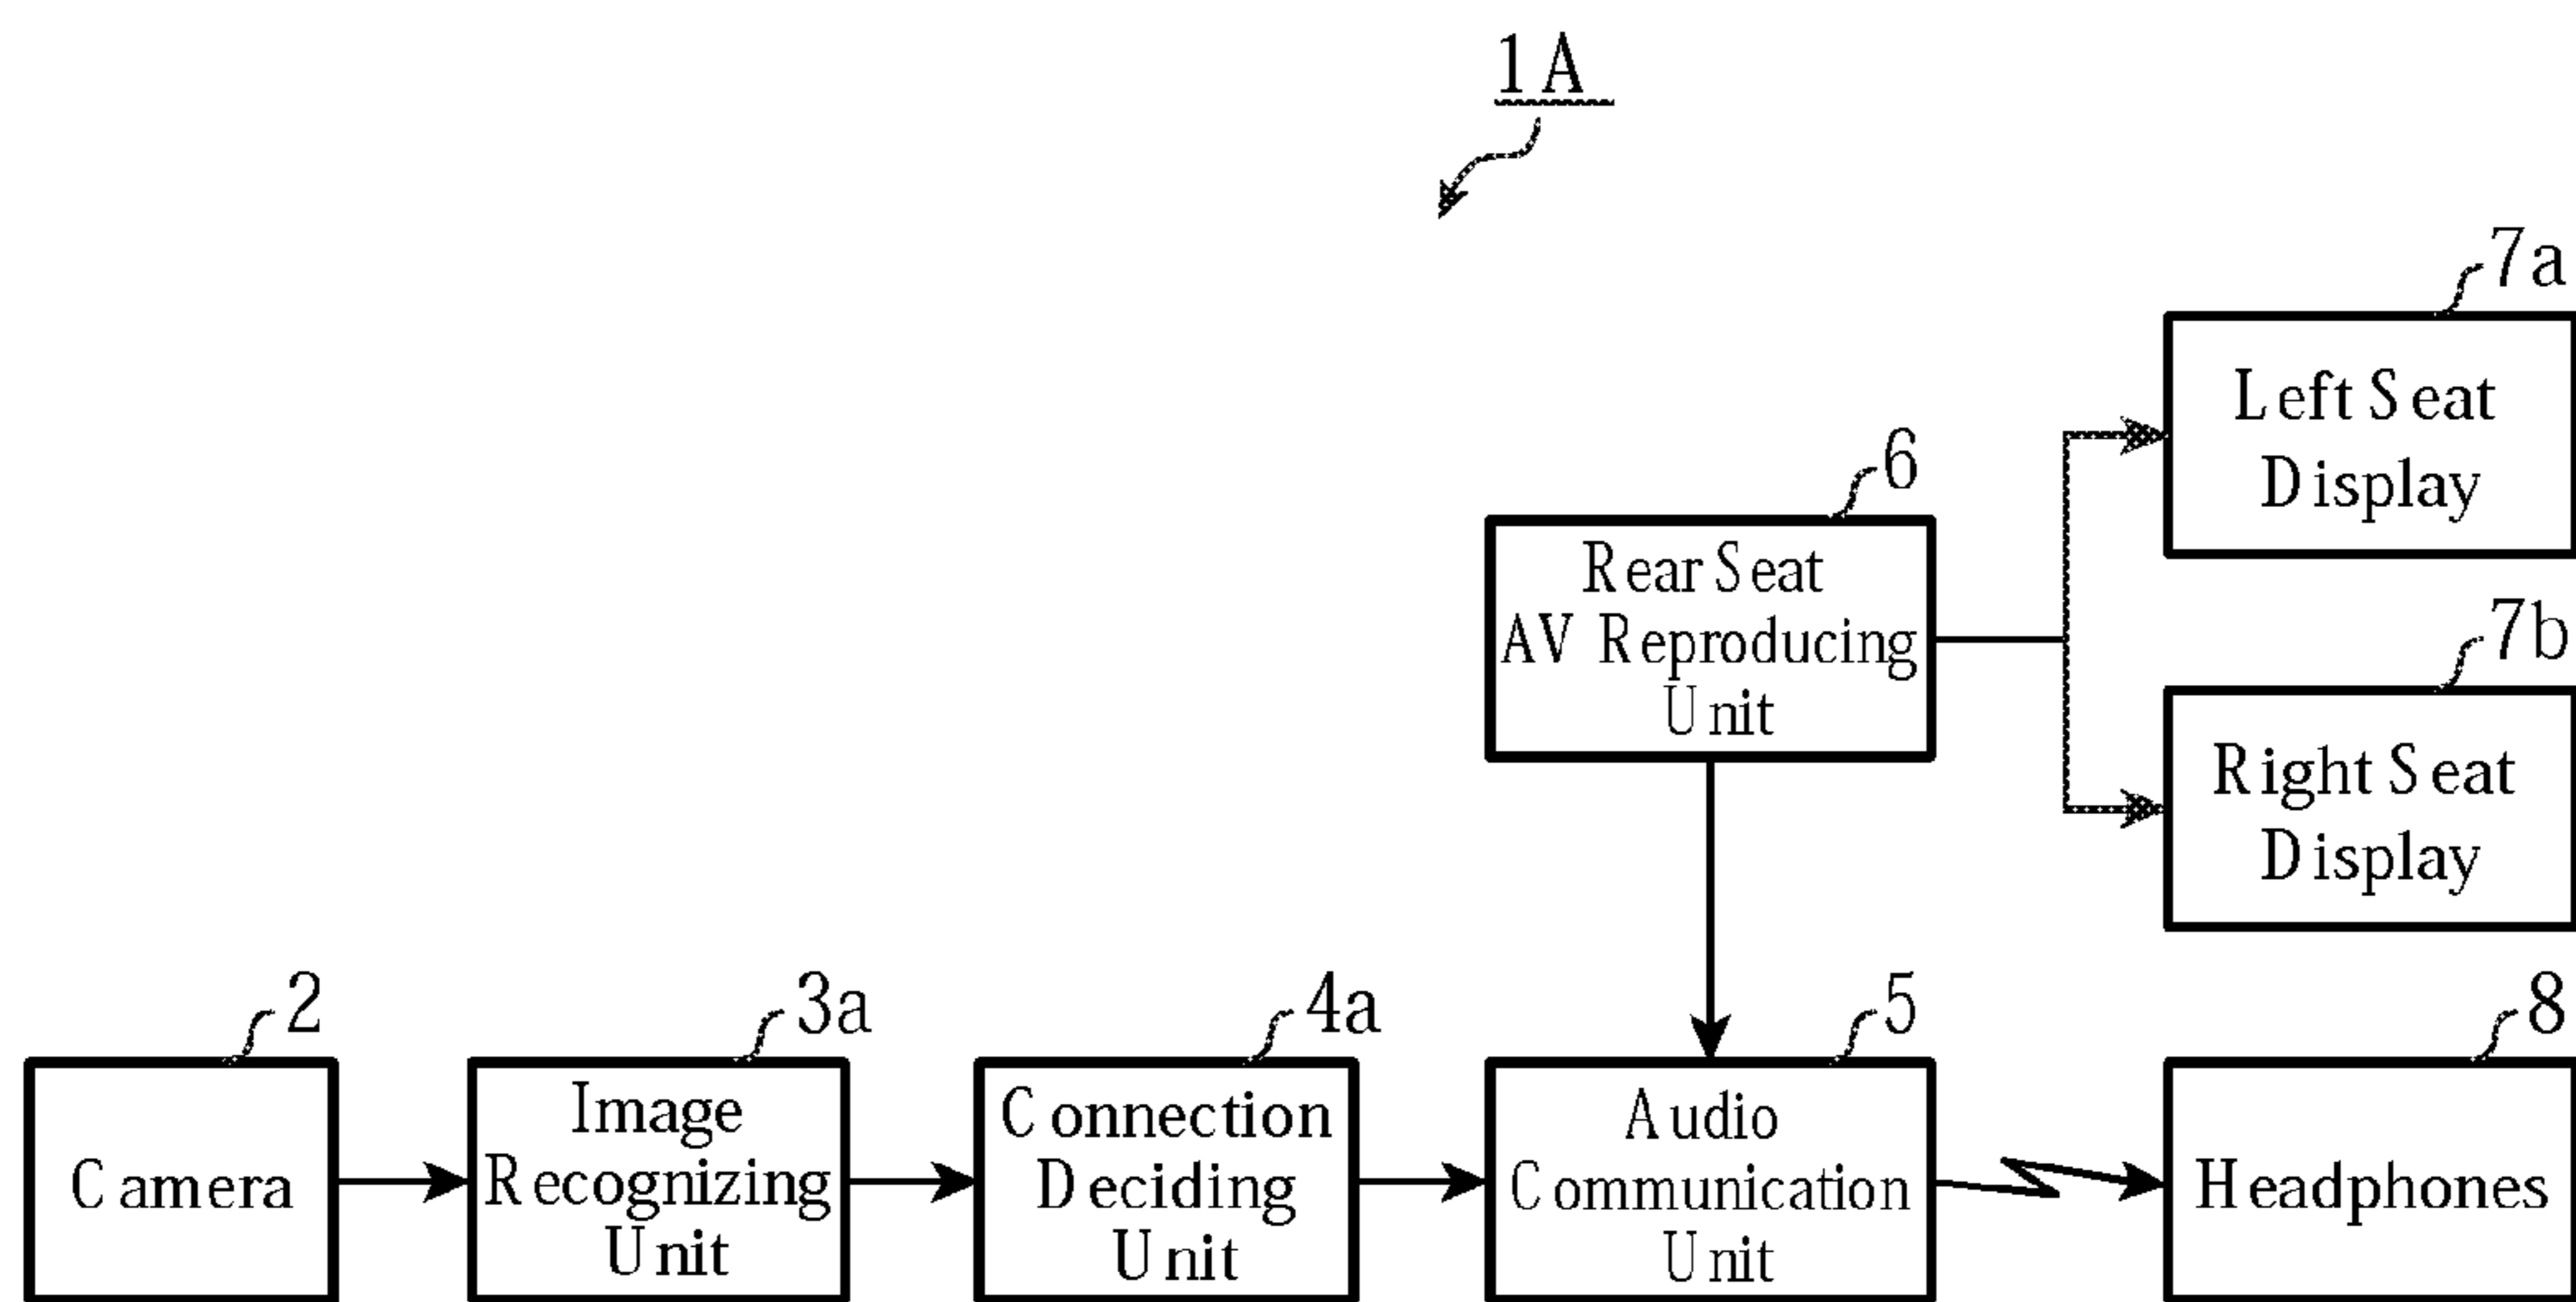 1A
7a
Left Seat
Display
6
Rear Seat
AV Reproducing
Unit
7b
Right Seat
Display
2
Camera
3a
Image
Recognizing
Unit
4a
Connection
Deciding
Unit
5
Audio
Communication
Unit
8
Headphones